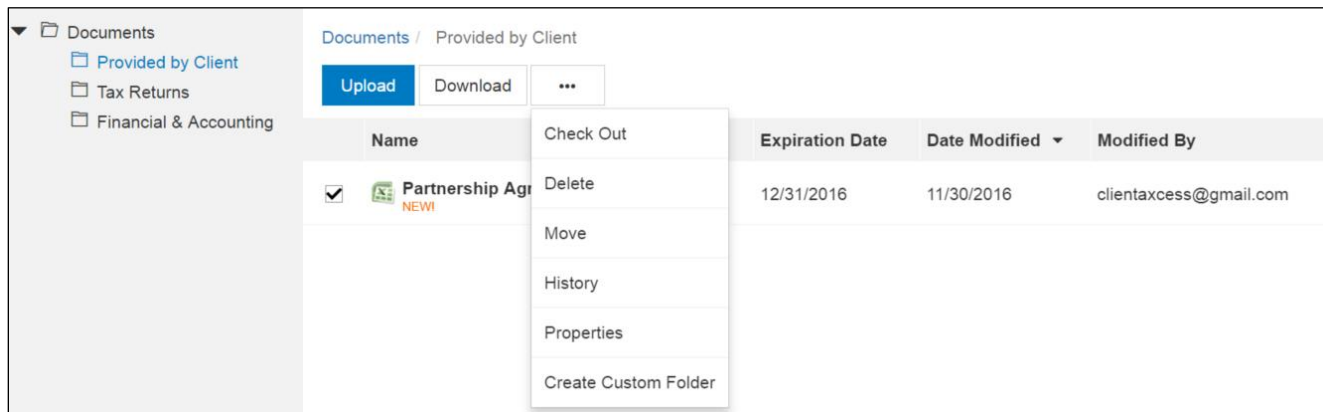 Documents
Provided by Client
Tax Returns
Financial & Accounting
Documents / Provided by Client
Upload Download •••
Name Expiration Date Date Modified Modified By
Partnership Agr 12/31/2016 11/30/2016 clientaxcess@gmail.com
NEW!
Check Out
Delete
Move
History
Properties
Create Custom Folder